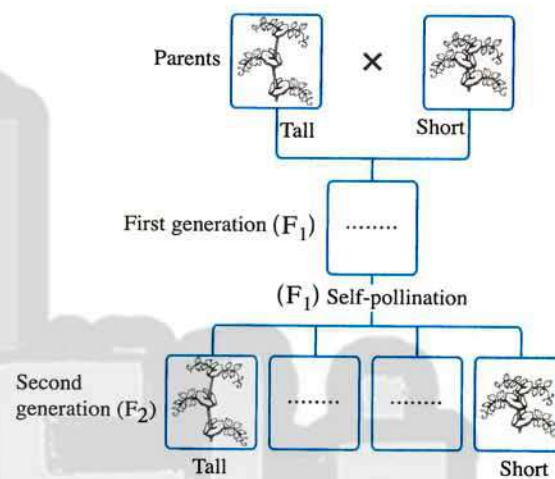 Parents
×
Tall
Short
First generation (F₁)
........
(F₁) Self-pollination
Second
generation (F₂)
........
........
Tall
Short